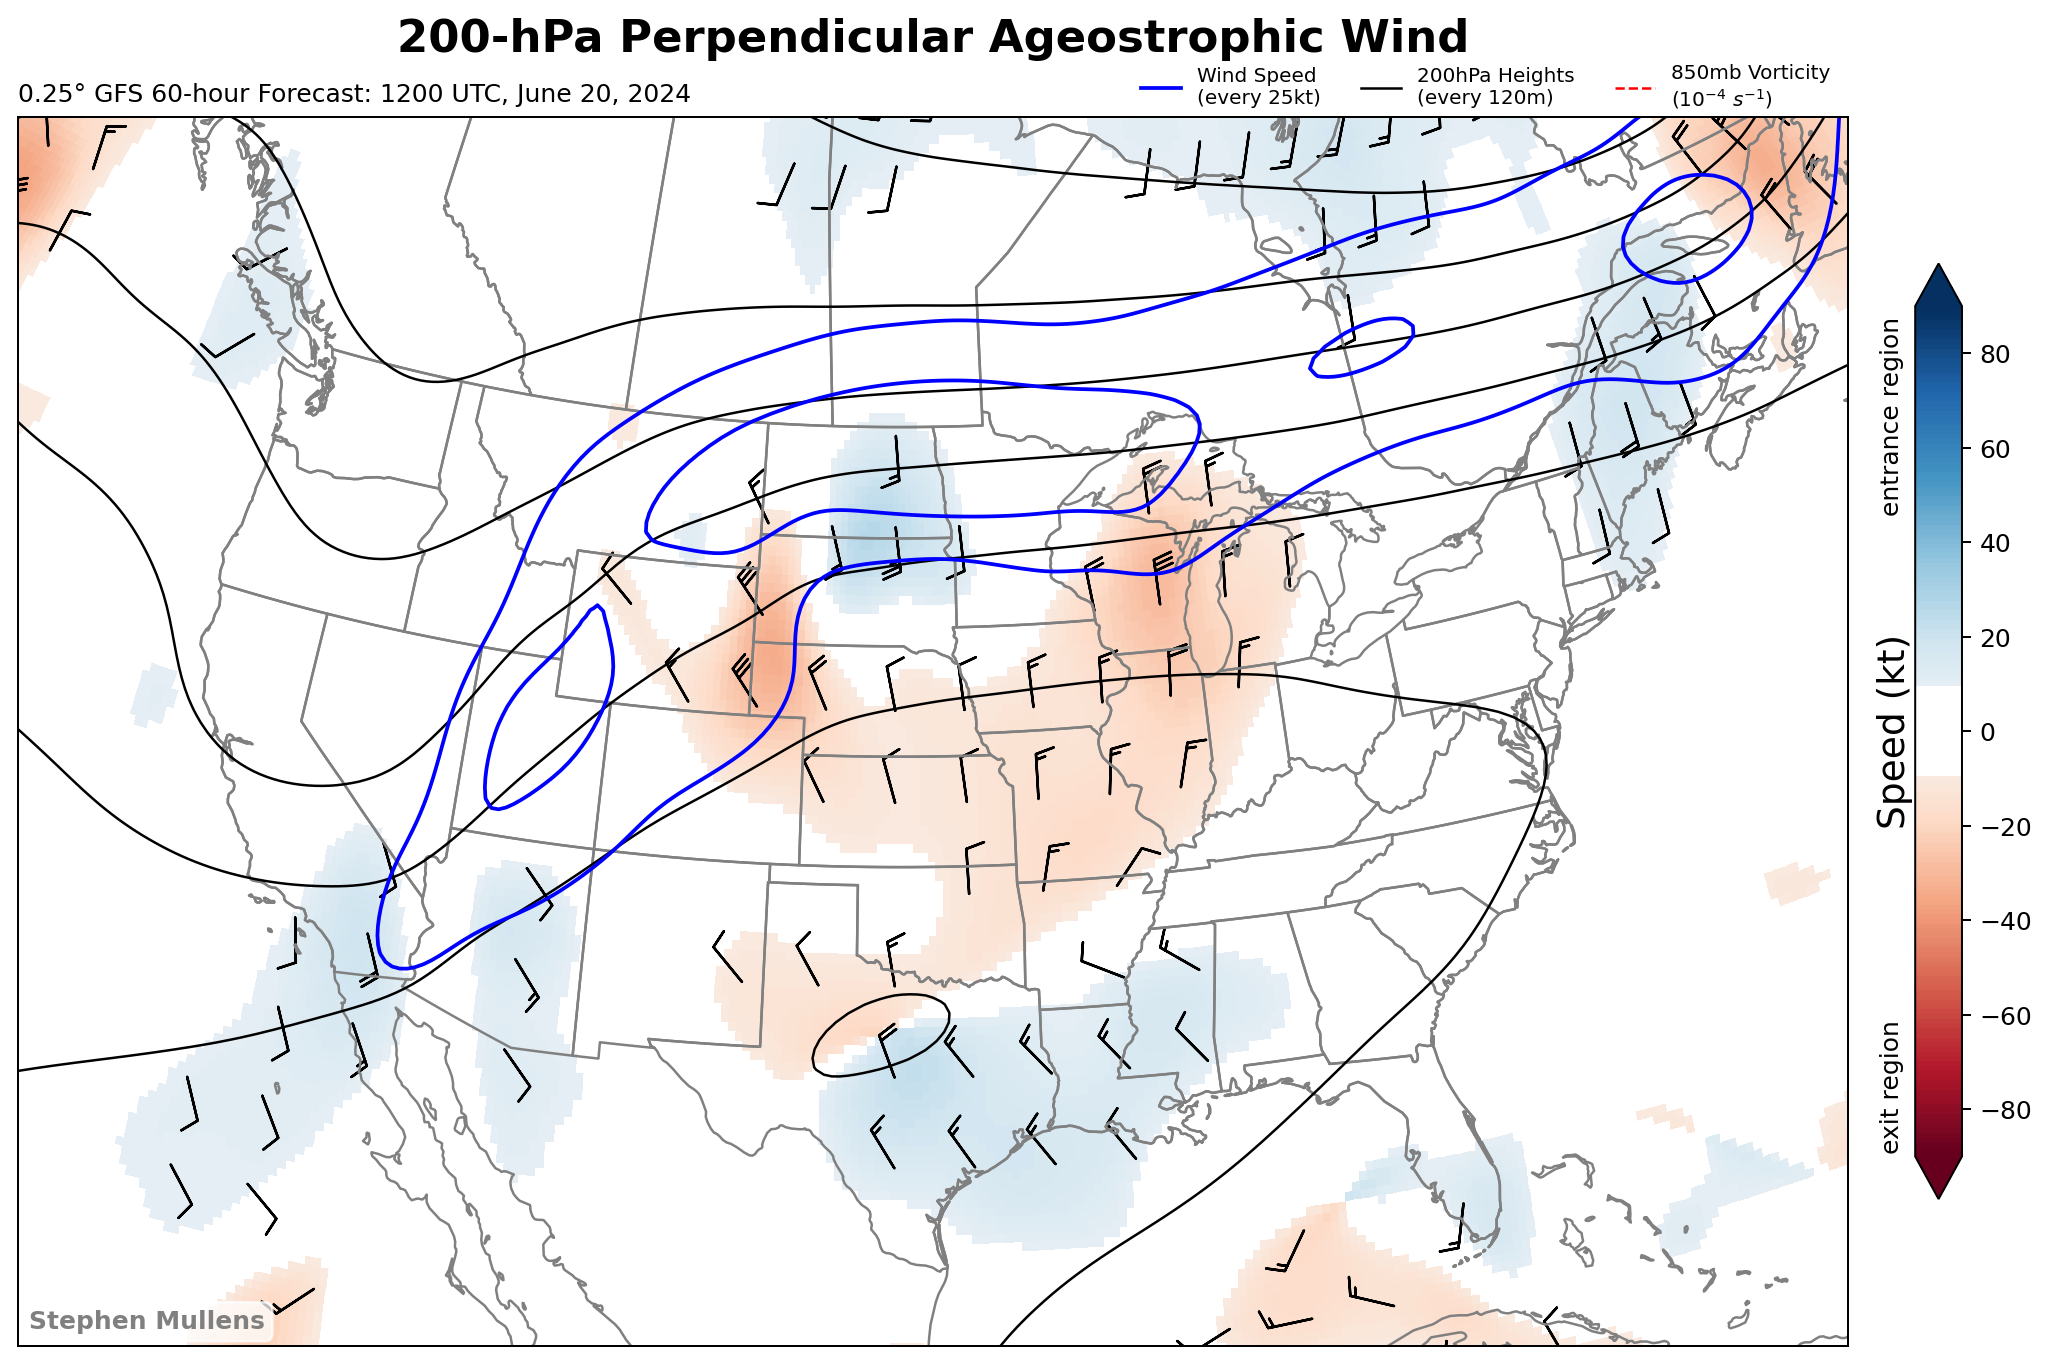 200-hPa Perpendicular Ageostrophic Wind
0.25° GFS 60-hour Forecast: 1200 UTC, June 20, 2024
Wind Speed
(every 25kt)
200hPa Heights
(every 120m)
850mb Vorticity
(10⁻⁴ s⁻¹)
entrance region
Speed (kt)
exit region
80
60
40
20
0
−20
−40
−60
−80
Stephen Mullens